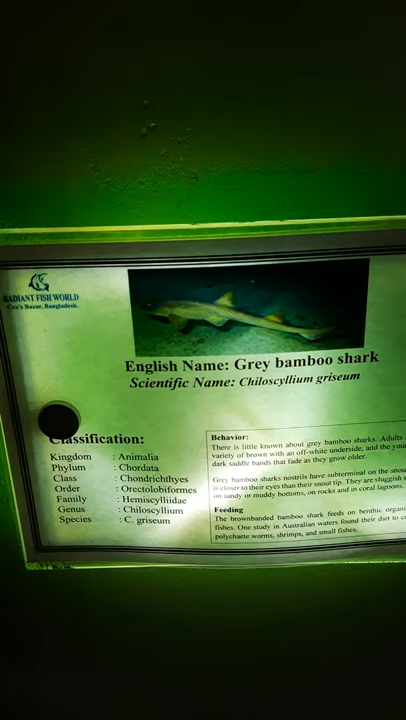 RADIANT FISH WORLD
Cox's Bazar, Bangladesh.
English Name: Grey bamboo shark
Scientific Name: Chiloscyllium griseum
Classification:
Kingdom : Animalia
Phylum : Chordata
Class : Chondrichthyes
Order : Orectolobiformes
Family : Hemiscylliidae
Genus : Chiloscyllium
Species : C. griseum
Behavior:
There is little known about grey bamboo sharks. Adults
variety of brown with an off-white underside, and the
dark saddle bands that fade as they grow older.
Grey bamboo sharks nostrils have subterminal on the
is closer to their eyes than their snout tip. They are sluggish
on sandy or muddy bottoms, on rocks and in coral lagoons.
Feeding
The brownbanded bamboo shark feeds on benthic
fishes. One study in Australian waters found their diet to
polychaete worms, shrimps, and small fishes.